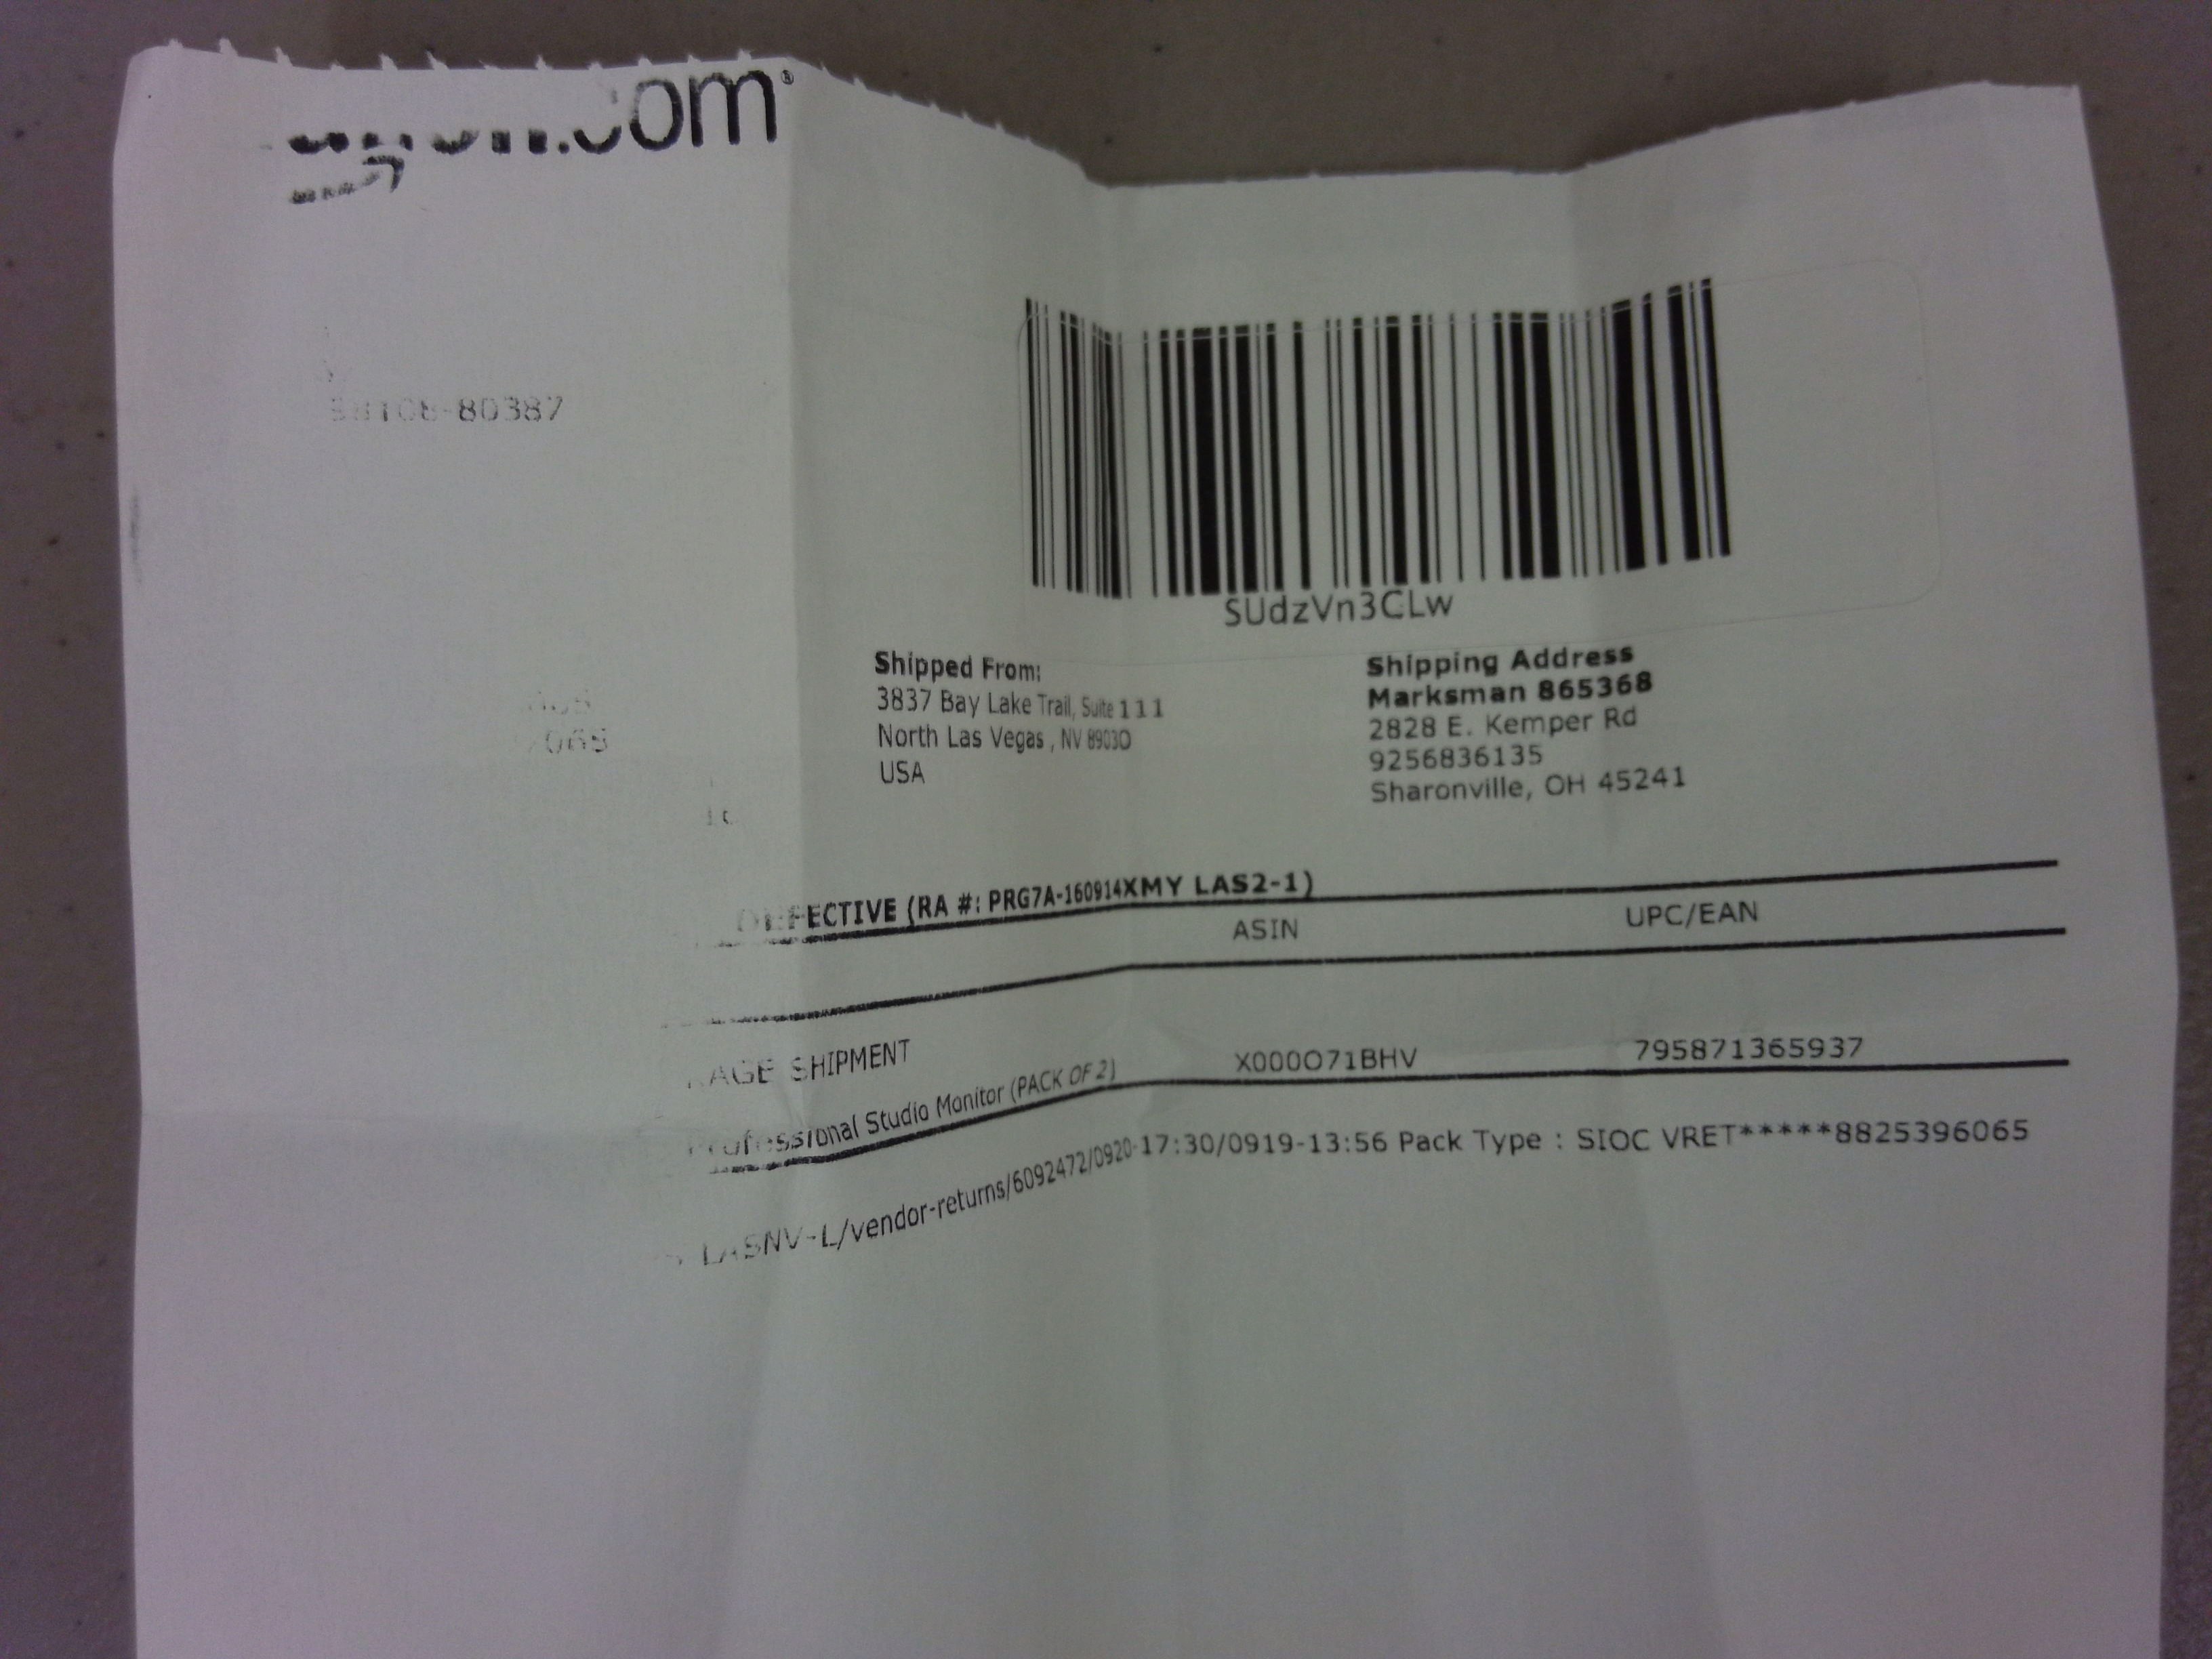 .com
-80387
SUdzVn3CLw
Shipped From:
3837 Bay Lake Trail, Suite 111
North Las Vegas , NV 89030
USA
Shipping Address
Marksman 865368
2828 E. Kemper Rd
9256836135
Sharonville, OH 45241
DEFECTIVE (RA #: PRG7A-160914XMY LAS2-1)
ASIN UPC/EAN
SHIPMENT
Professional Studio Monitor (PACK OF 2) X000O71BHV 795871365937
LASNV-L/vendor-returns/6092472/0920-17:30/0919-13:56 Pack Type : SIOC VRET*****8825396065